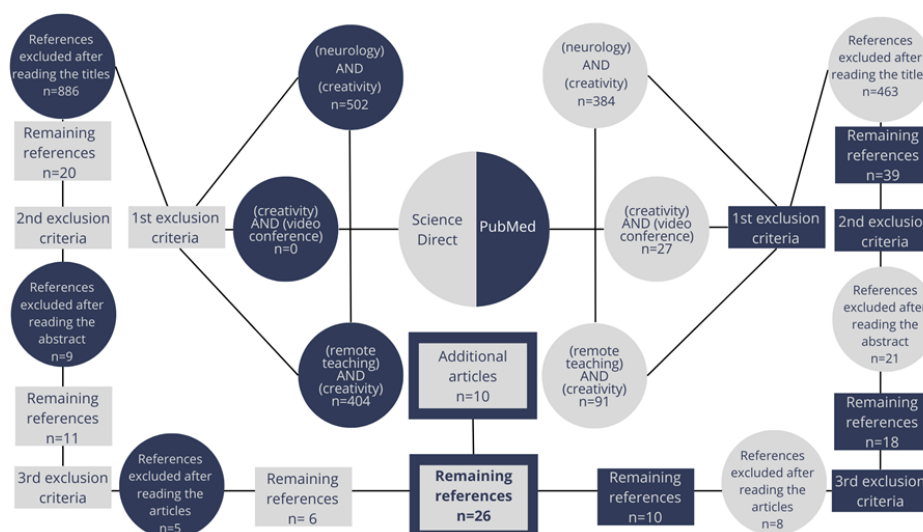 References
excluded after
reading the titles
n=886
Remaining
references
n=20
2nd exclusion
criteria
References
excluded after
reading the
abstract
n=9
Remaining
references
n=11
3rd exclusion
criteria
References
excluded after
reading the
articles
n=5
Remaining
references
n= 6
1st exclusion
criteria
(neurology)
AND
(creativity)
n=502
(creativity)
AND (video
conference)
n=0
(remote
teaching)
AND
(creativity)
n=404
Science
Direct
PubMed
Additional
articles
n=10
Remaining
references
n=26
(neurology)
AND
(creativity)
n=384
(creativity)
AND (video
conference)
n=27
(remote
teaching)
AND
(creativity)
n=91
1st exclusion
criteria
References
excluded after
reading the titles
n=463
Remaining
references
n=39
2nd exclusion
criteria
References
excluded after
reading the
abstract
n=21
Remaining
references
n=18
3rd exclusion
criteria
References
excluded after
reading the
articles
n=8
Remaining
references
n=10